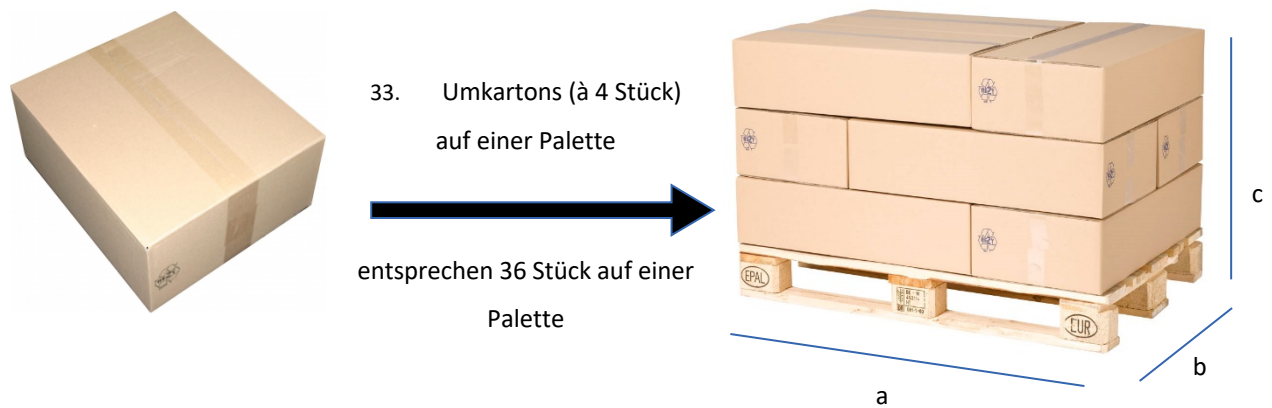 33. Umkartons (à 4 Stück)
auf einer Palette
entsprechen 36 Stück auf einer
Palette
EPAL
EUR
a
b
c